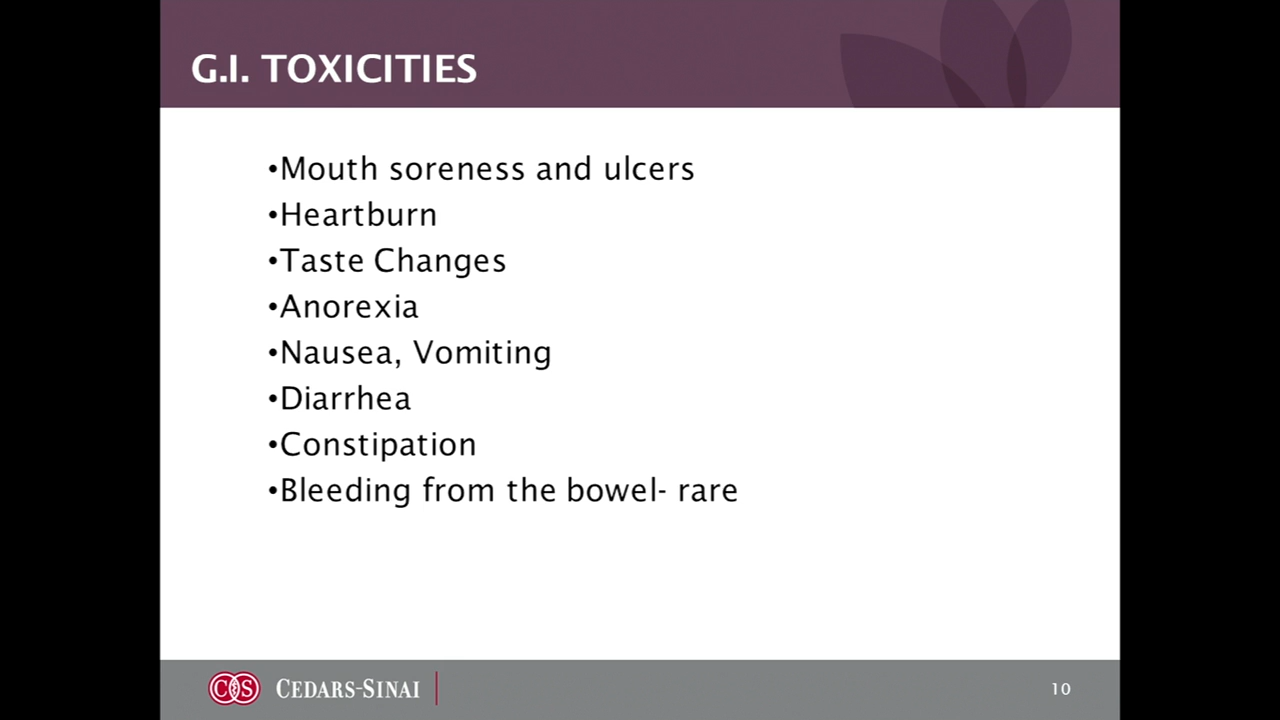 G.I. TOXICITIES
•Mouth soreness and ulcers
•Heartburn
•Taste Changes
•Anorexia
•Nausea, Vomiting
•Diarrhea
•Constipation
•Bleeding from the bowel- rare
CS CEDARS-SINAI
10